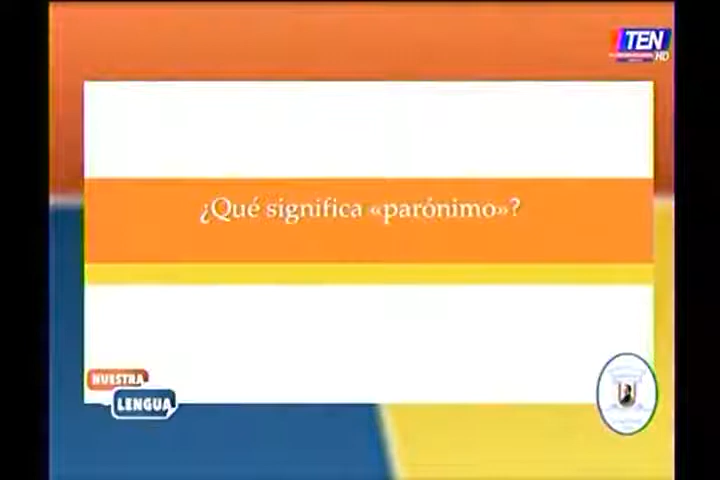 TEN
HD
¿Qué significa «parónimo»?
NUESTRA
LENGUA